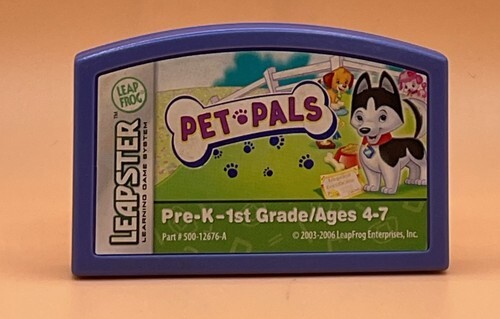 LEAP
FROG
LEAPSTER™
LEARNING GAME SYSTEM
PET PALS
Pre-K-1st Grade/Ages 4-7
Part # 500-12676-A
© 2003-2006 LeapFrog Enterprises, Inc.